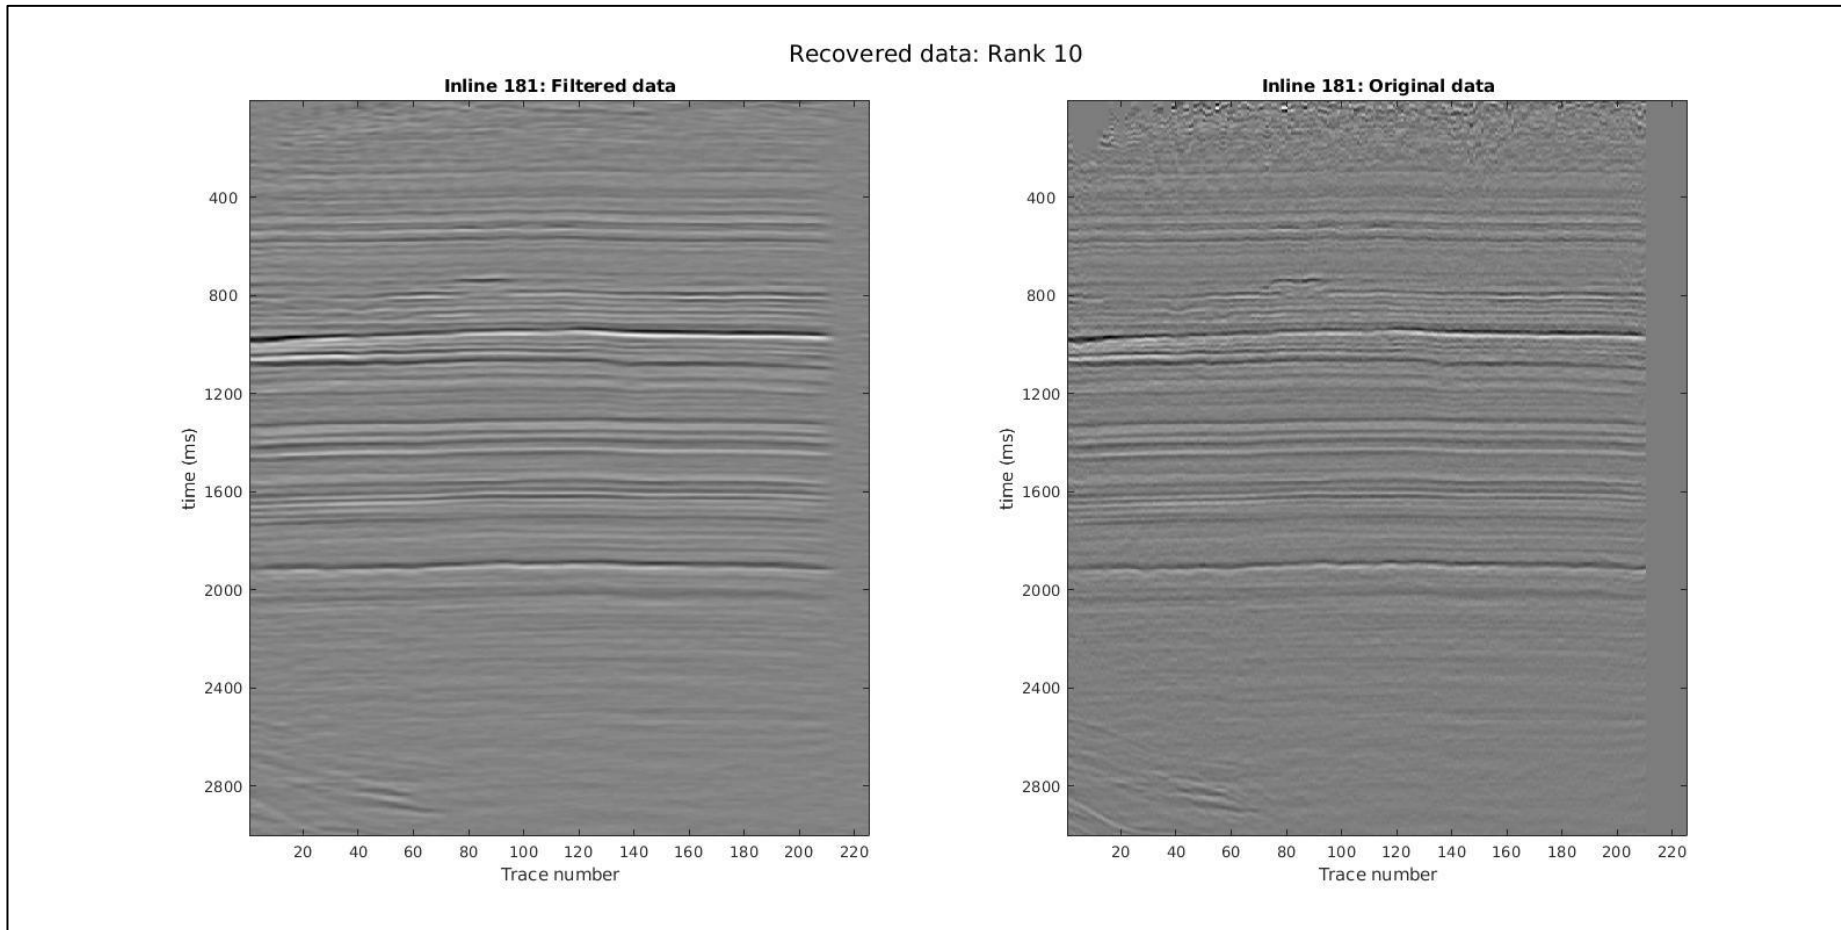 Recovered data: Rank 10
Inline 181: Filtered data
400
800
1200
1600
2000
2400
2800
time (ms)
20 40 60 80 100 120 140 160 180 200 220
Trace number
Inline 181: Original data
400
800
1200
1600
2000
2400
2800
time (ms)
20 40 60 80 100 120 140 160 180 200 220
Trace number